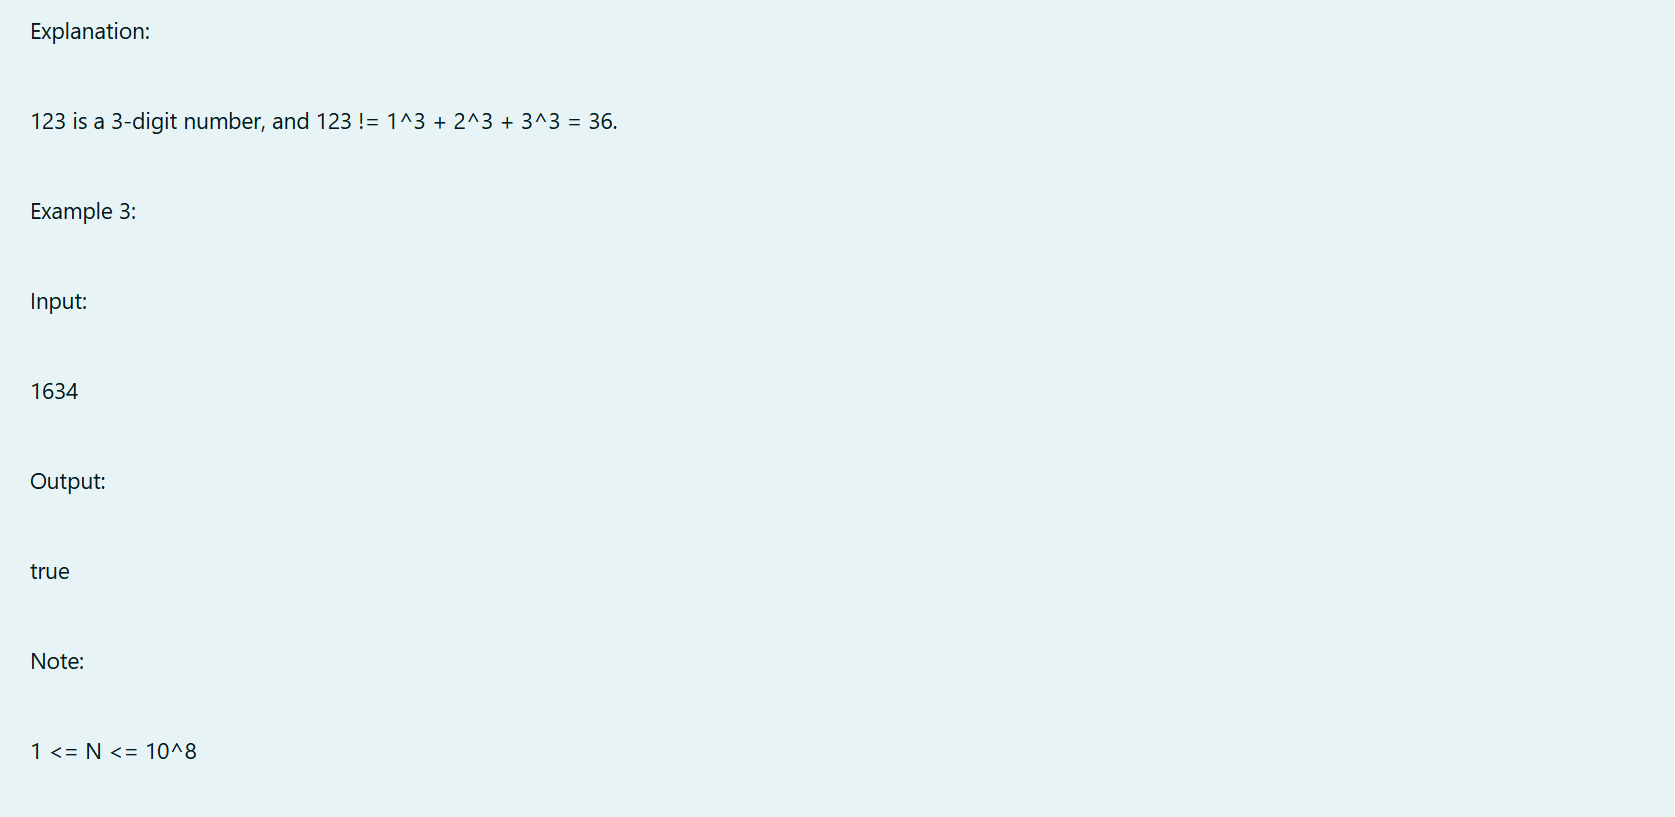 Explanation:
123 is a 3-digit number, and 123 != 1^3 + 2^3 + 3^3 = 36.
Example 3:
Input:
1634
Output:
true
Note:
1 <= N <= 10^8